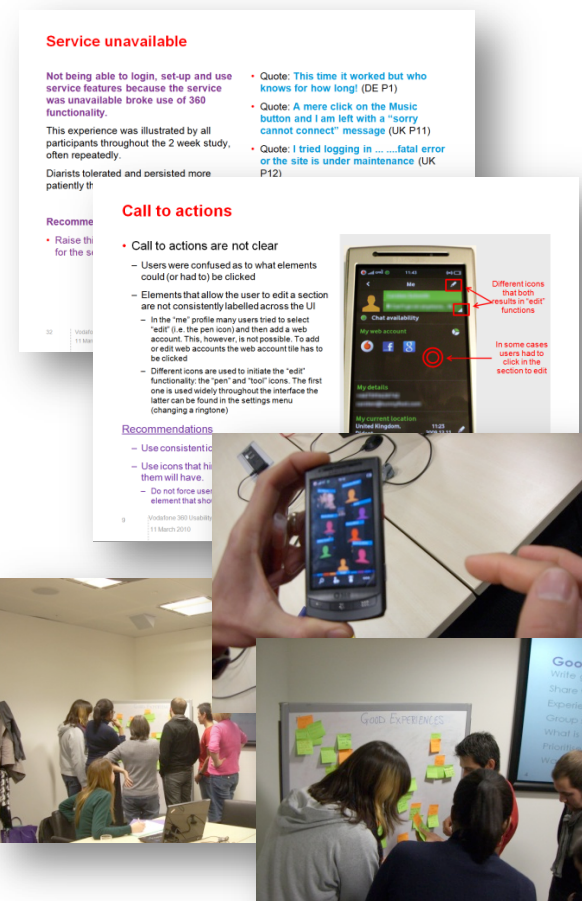 Service unavailable
Not being able to login, set-up and use
service features because the service
was unavailable broke use of 360
functionality.
This experience was illustrated by all
participants throughout the 2 week study,
often repeatedly.
Diarists tolerated and persisted more
patiently
Recomme
• Raise
for the
32
11
• Quote: This time it worked but who
knows for how long! (DE P1)
• Quote: A mere click on the Music
button and I am left with a “sorry
cannot connect” message (UK P11)
• Quote: I tried logging in ... ....fatal error
or the site is under maintenance (UK
P12)
Call to actions
• Call to actions are not clear
– Users were confused as to what elements
could (or had to) be clicked
– Elements that allow the user to edit a section
are not consistently labelled across the UI
– In the “me” profile many users tried to select
“edit” (i.e. the pen icon) and then add a web
account. This, however, is not possible. To add
or edit web accounts the web account tile has to
be clicked
– Different icons are used to initiate the “edit”
functionality: the “pen” and “tool” icons. The first
one is used widely throughout the interface the
latter can be found in the settings menu
(changing a ringtone)
Recommendations
– Use consistent
– Use icons that
them will have.
– Do not force
element that
Vodafone 360 Usability
11 March 2010
11:43
Me
Chat availability
My web account
My details
My current location
United Kingdom,
11:23
Different icons
that both
results in “edit”
functions
In some cases
users had to
click in the
section to edit
GOOD EXPERIENCES
Goo
Write
Share
Experie
Group
What is
Prioriti